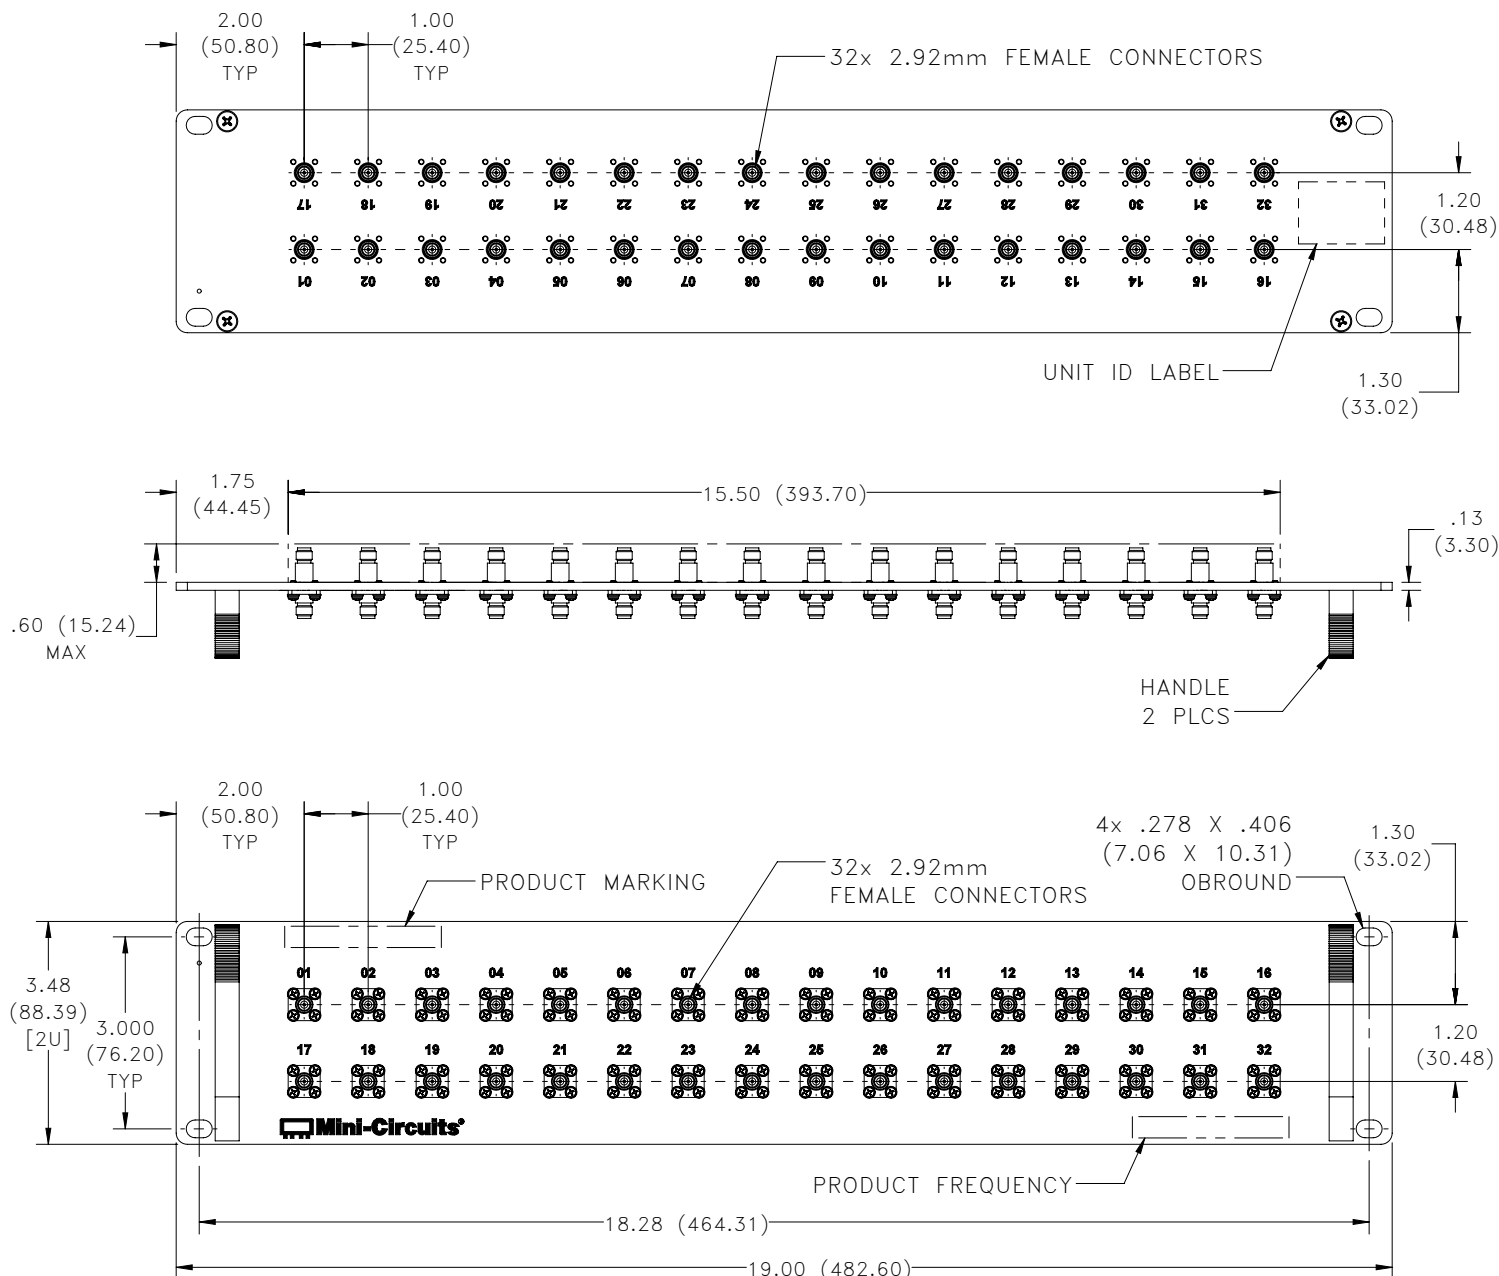 2.00
(50.80)
TYP
1.00
(25.40)
TYP
32x 2.92mm FEMALE CONNECTORS
17 18 19 20 21 22 23 24 25 26 27 28 29 30 31 32
01 02 03 04 05 06 07 08 09 10 11 12 13 14 15 16
1.20
(30.48)
UNIT ID LABEL
1.30
(33.02)
1.75
(44.45)
15.50 (393.70)
.13
(3.30)
.60 (15.24)
MAX
HANDLE
2 PLCS
2.00
(50.80)
TYP
1.00
(25.40)
TYP
PRODUCT MARKING
32x 2.92mm
FEMALE CONNECTORS
4x .278 X .406
(7.06 X 10.31)
OBROUND
1.30
(33.02)
01 02 03 04 05 06 07 08 09 10 11 12 13 14 15 16
3.48
(88.39)
[2U]
3.000
(76.20)
TYP
17 18 19 20 21 22 23 24 25 26 27 28 29 30 31 32
1.20
(30.48)
Mini-Circuits®
PRODUCT FREQUENCY
18.28 (464.31)
19.00 (482.60)